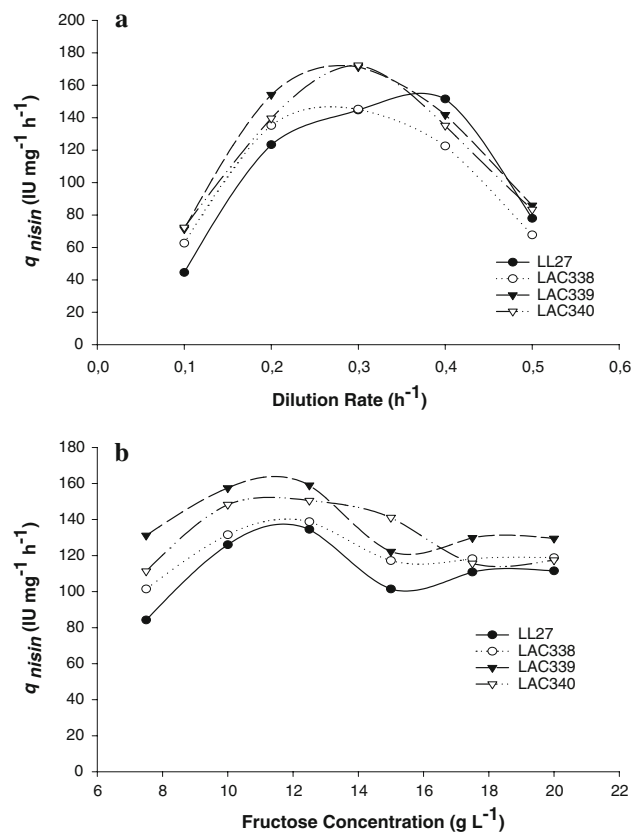 a
q nisin (IU mg-1 h-1)
200
180
160
140
120
100
80
60
40
20
0
LL27
LAC338
LAC339
LAC340
0,0 0,1 0,2 0,3 0,4 0,5 0,6
Dilution Rate (h-1)
b
q nisin (IU mg-1 h-1)
180
160
140
120
100
80
60
40
20
0
LL27
LAC338
LAC339
LAC340
6 8 10 12 14 16 18 20 22
Fructose Concentration (g L-1)